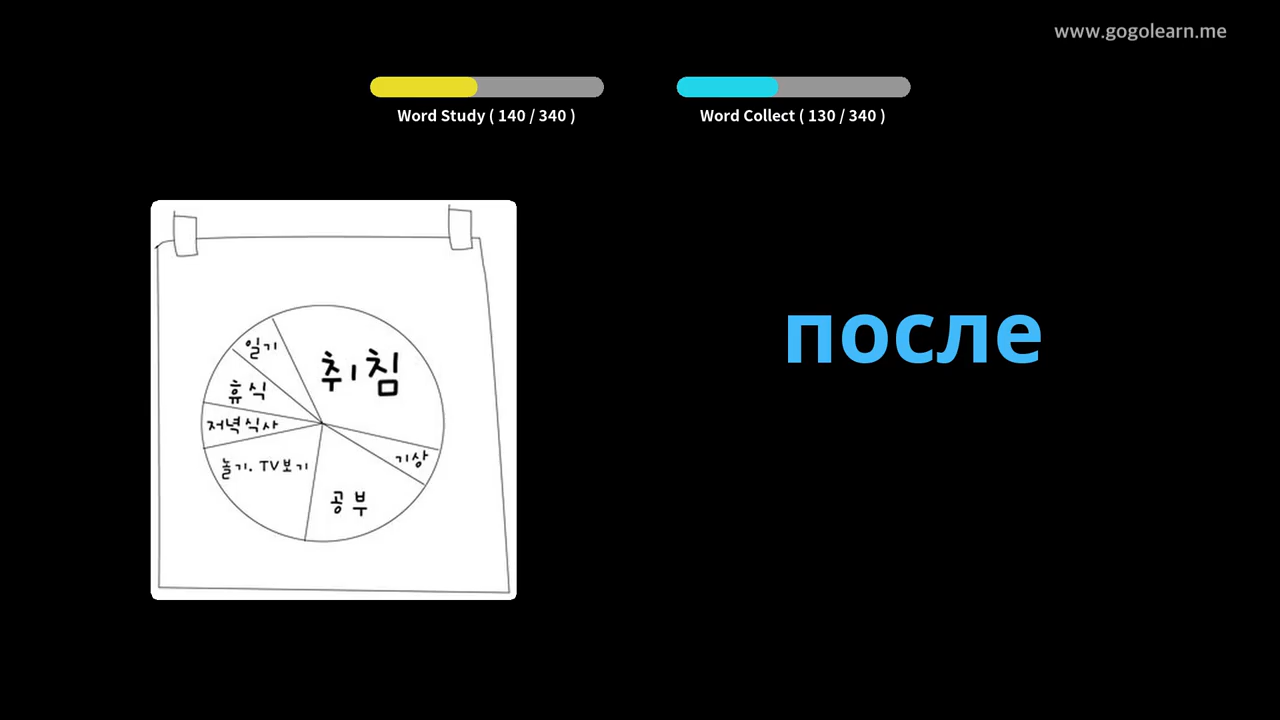 www.gogolearn.me
Word Study ( 140 / 340 )
Word Collect ( 130 / 340 )
일기
취침
휴식
저녁식사
놀기. TV보기
기상
공부
после